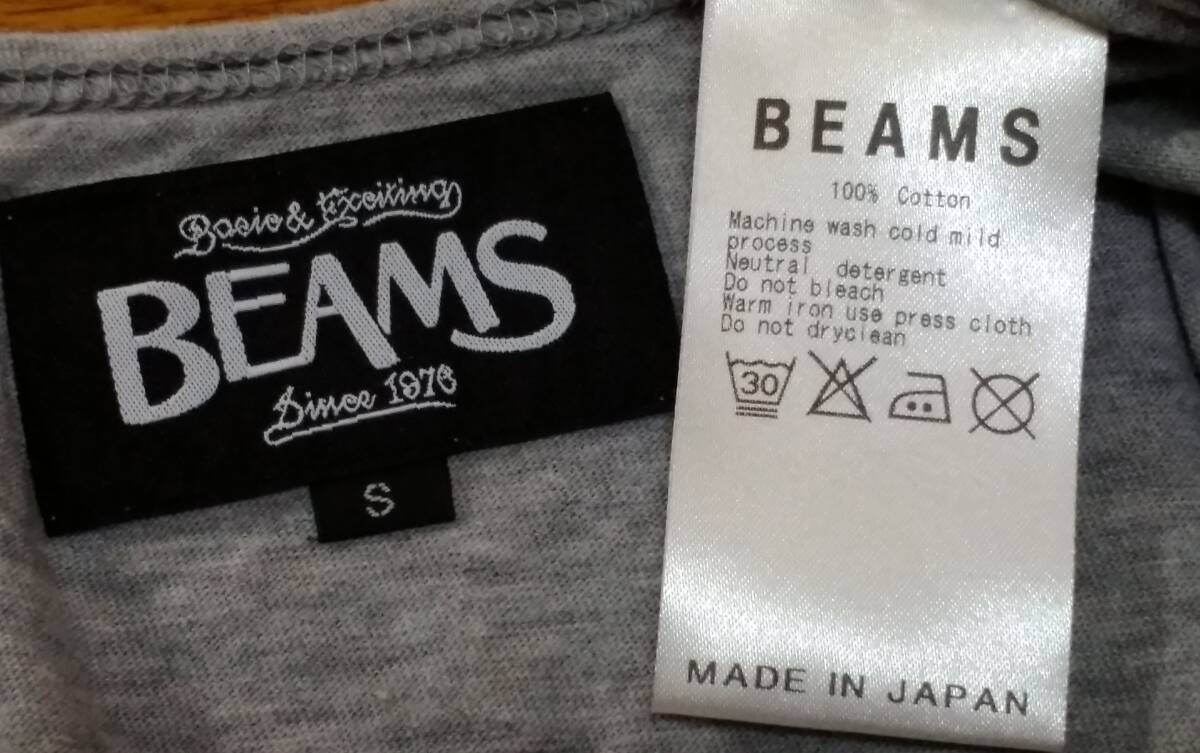 Basic & Exciting
BEAMS
Since 1976
S
BEAMS
100% Cotton
Machine wash cold mild
process
Neutral detergent
Do not bleach
Warm iron use press cloth
Do not dryclean
30
MADE IN JAPAN